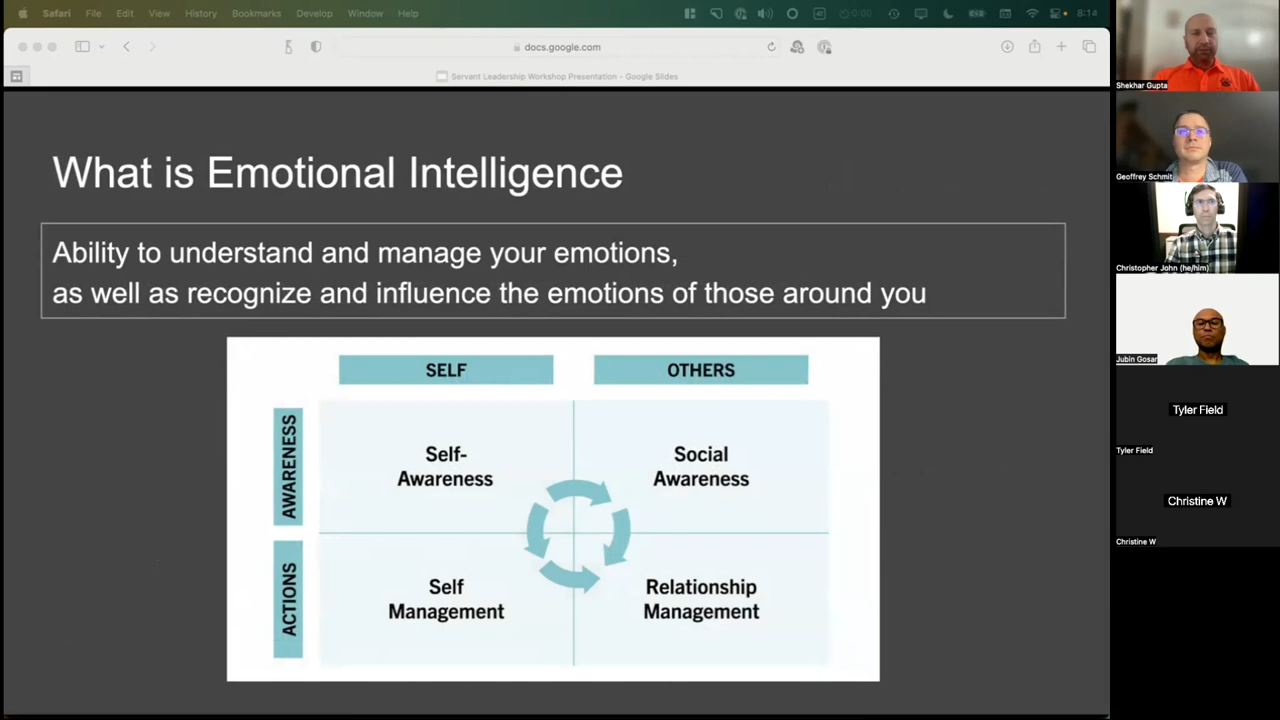 Safari File Edit View History Bookmarks Develop Window Help 8:14
docs.google.com
Servant Leadership Workshop Presentation - Google Slides
What is Emotional Intelligence
Ability to understand and manage your emotions,
as well as recognize and influence the emotions of those around you
SELF OTHERS
AWARENESS
Self-
Awareness
Social
Awareness
ACTIONS
Self
Management
Relationship
Management
Shekhar Gupta
Geoffrey Schmit
Christopher John (he/him)
Jubin Gosar
Tyler Field
Tyler Field
Christine W
Christine W